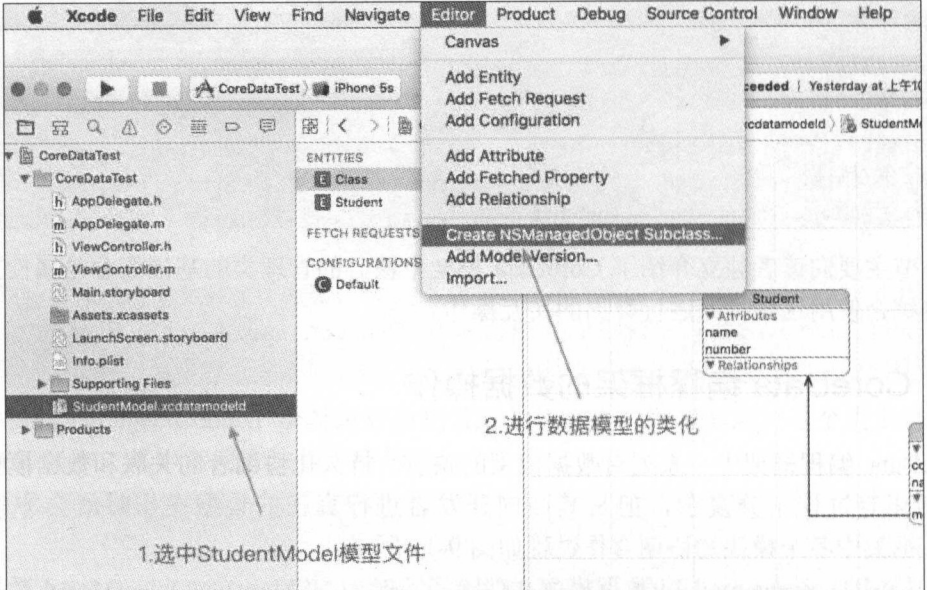 Xcode File Edit View Find Navigate Editor Product Debug Source Control Window Help
Canvas
Add Entity
Add Fetch Request
Add Configuration
Add Attribute
Add Fetched Property
Add Relationship
Create NSManagedObject Subclass...
Add Model Version...
Import...
CoreDataTest iPhone 5s
ceeded | Yesterday at 上午10
cdatamodeld StudentMo
CoreDataTest
CoreDataTest
h AppDelegate.h
m AppDelegate.m
h ViewController.h
m ViewController.m
Main.storyboard
Assets.xcassets
LaunchScreen.storyboard
Info.plist
Supporting Files
StudentModel.xcdatamodeld
Products
ENTITIES
E Class
E Student
FETCH REQUESTS
CONFIGURATIONS
C Default
Student
Attributes
name
number
Relationships
2.进行数据模型的类化
1.选中StudentModel模型文件